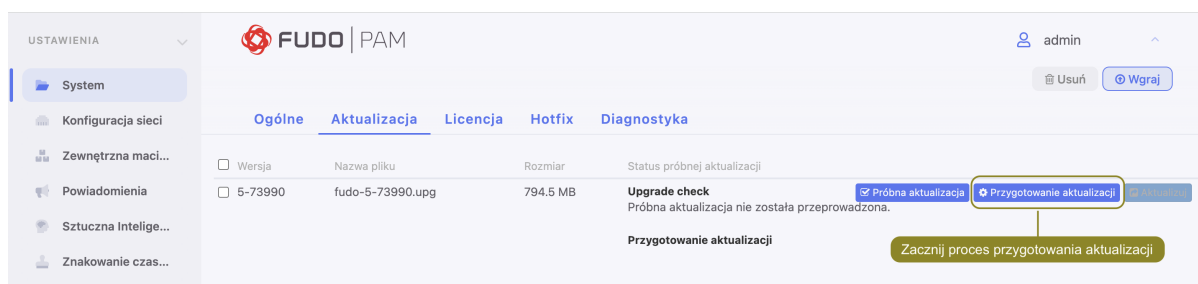 USTAWIENIA
FUDO | PAM
admin
Usuń
Wgraj
System
Konfiguracja sieci
Zewnętrzna maci...
Powiadomienia
Sztuczna Intelige...
Znakowanie czas...
Ogólne Aktualizacja Licencja Hotfix Diagnostyka
Wersja Nazwa pliku Rozmiar Status próbnej aktualizacji
5-73990 fudo-5-73990.upg 794.5 MB Upgrade check Próbna aktualizacja Przygotowanie aktualizacji Aktualizuj
Próbna aktualizacja nie została przeprowadzona.
Przygotowanie aktualizacji
Zacznij proces przygotowania aktualizacji